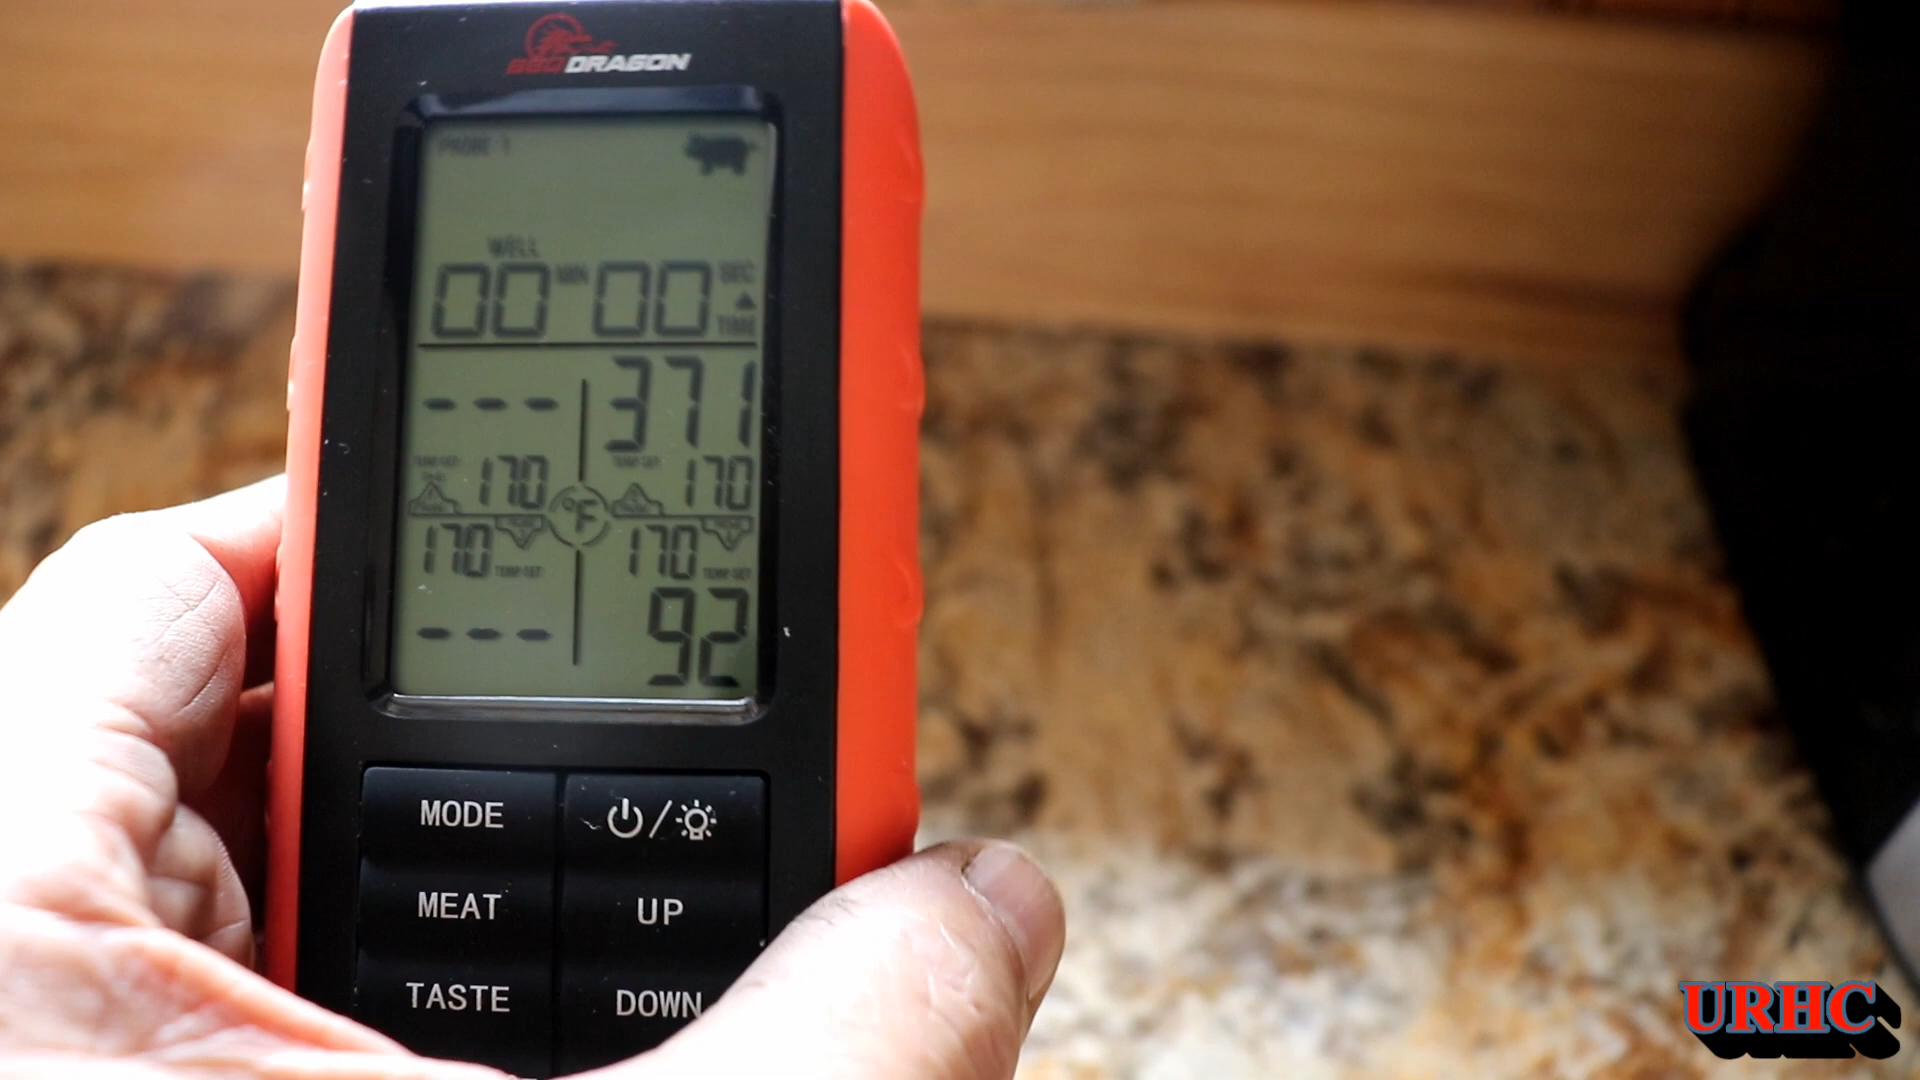 BBQ DRAGON
PROBE 1
WELL
00 MIN 00 SEC
TIME
--- 371
TEMP SET 170 TEMP SET 170
°F
170 TEMP SET 170 TEMP SET
--- 92
MODE
MEAT UP
TASTE DOWN
URHC